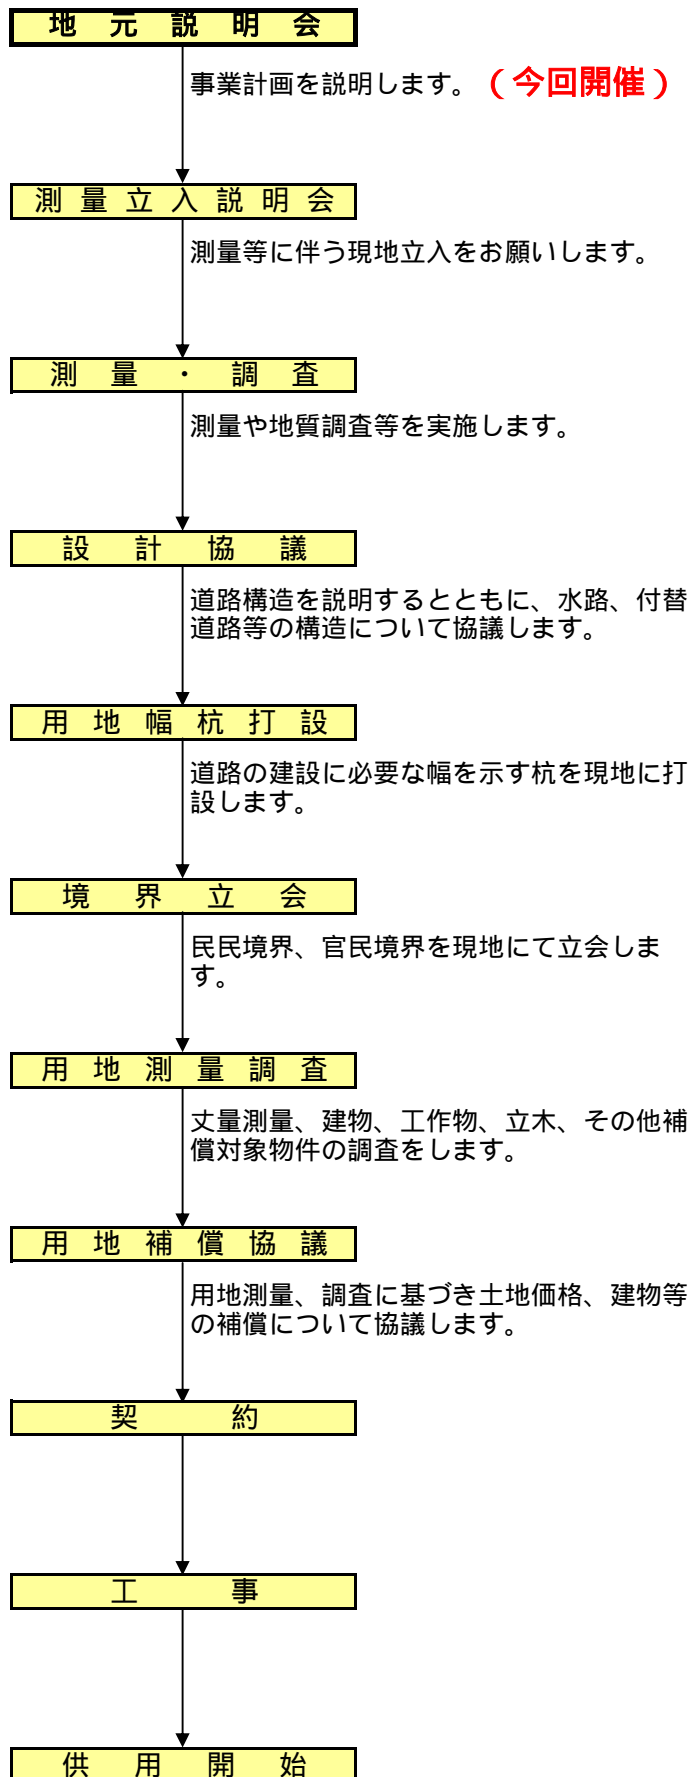 地元説明会
事業計画を説明します。(今回開催)
測量立入説明会
測量等に伴う現地立入をお願いします。
測量・調査
測量や地質調査等を実施します。
設計協議
道路構造を説明するとともに、水路、付替
道路等の構造について協議します。
用地幅杭打設
道路の建設に必要な幅を示す杭を現地に打
設します。
境界立会
民民境界、官民境界を現地にて立会しま
す。
用地測量調査
丈量測量、建物、工作物、立木、その他補
償対象物件の調査をします。
用地補償協議
用地測量、調査に基づき土地価格、建物等
の補償について協議します。
契約
工事
供用開始